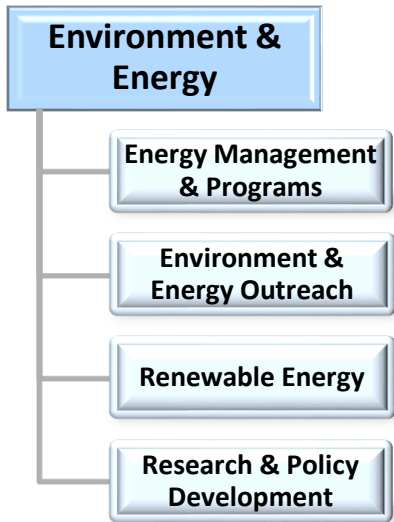 Environment &
Energy
Energy Management
& Programs
Environment &
Energy Outreach
Renewable Energy
Research & Policy
Development